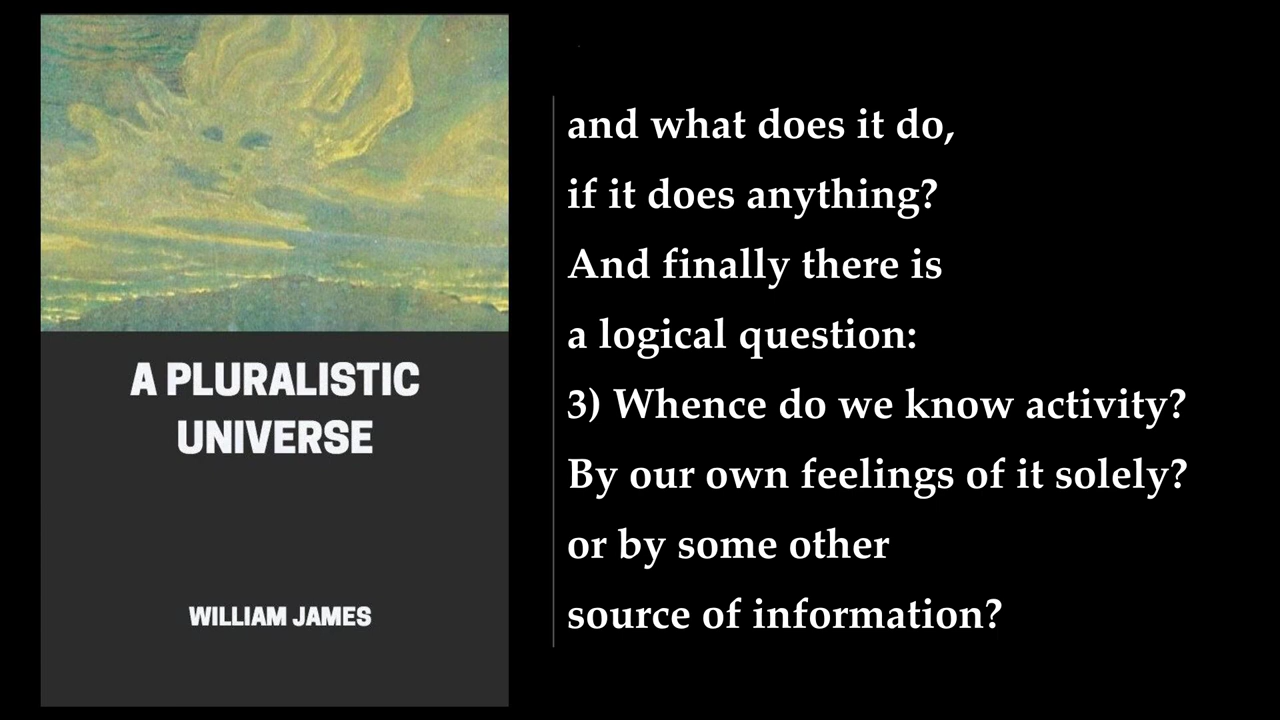 A PLURALISTIC
UNIVERSE
WILLIAM JAMES
and what does it do,
if it does anything?
And finally there is
a logical question:
3) Whence do we know activity?
By our own feelings of it solely?
or by some other
source of information?